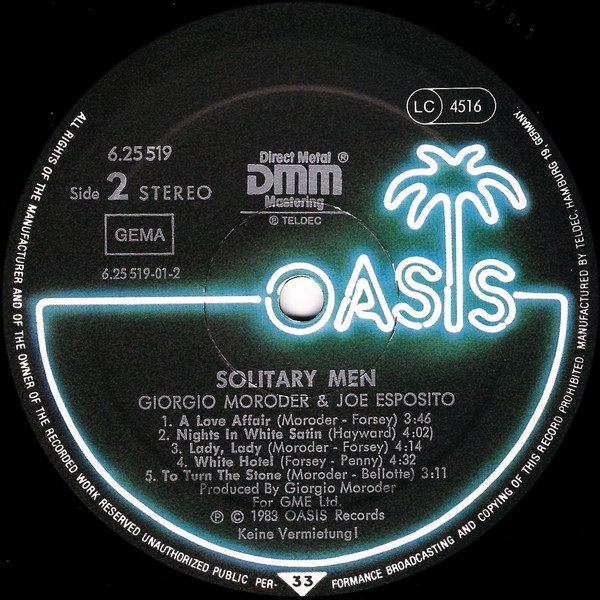 LC 4516
6.25 519
Side 2 STEREO
GEMA
6.25 519-01-2
Direct Metal ®
DMM
Mastering
℗ TELDEC
OASIS
SOLITARY MEN
GIORGIO MORODER & JOE ESPOSITO
1. A Love Affair (Moroder - Forsey) 3:46
2. Nights In White Satin (Hayward) 4:02)
3. Lady, Lady (Moroder - Forsey) 4:14
4. White Hotel (Forsey - Penny) 4:32
5. To Turn The Stone (Moroder - Bellotte) 3:11
Produced By Giorgio Moroder
For GME Ltd.
℗ © 1983 OASIS Records
Keine Vermietung!
ALL RIGHTS OF THE MANUFACTURER AND OF THE OWNER OF THE RECORDED WORK RESERVED UNAUTHORIZED PUBLIC PER-
33
FORMANCE BROADCASTING AND COPYING OF THIS RECORD PROHIBITED. MANUFACTURED BY TELDEC, HAMBURG 19, GERMANY.